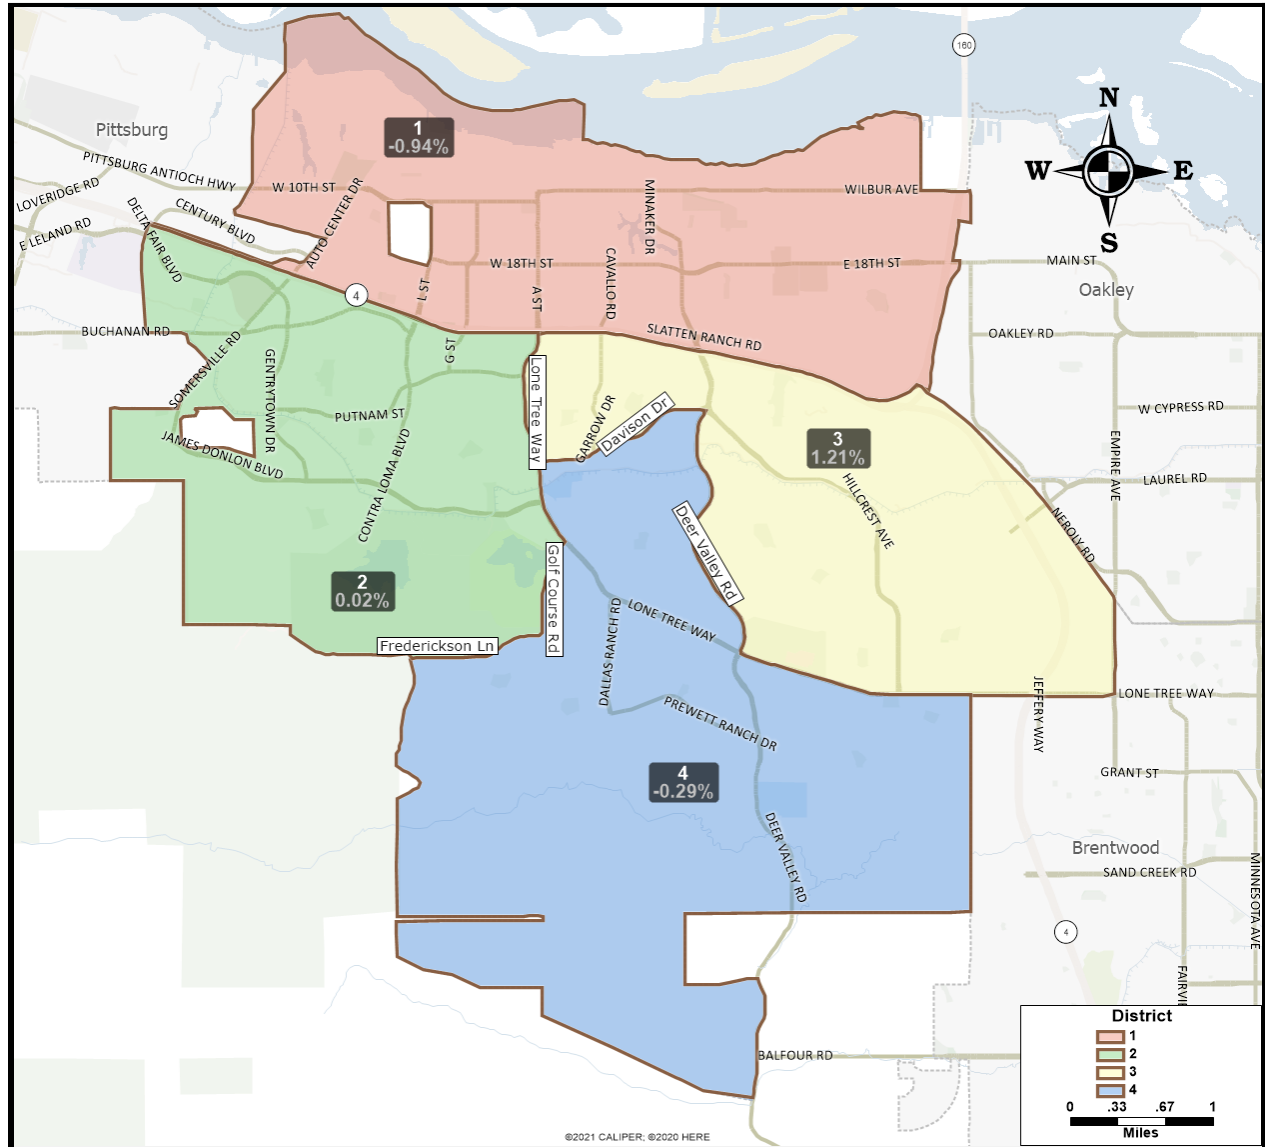 160
Pittsburg
N
W
E
S
1
-0.94%
PITTSBURG ANTIOCH HWY
LOVERIDGE RD
E LELAND RD
DELTA FAIR BLVD
CENTURY BLVD
W 10TH ST
AUTO CENTER DR
MINAKER DR
WILBUR AVE
W 18TH ST
E 18TH ST
MAIN ST
Oakley
4
L ST
A ST
CAVALLO RD
SLATTEN RANCH RD
OAKLEY RD
BUCHANAN RD
SOMERSVILLE RD
GENTRYTOWN DR
G ST
Lone Tree Way
GARROW DR
Davison Dr
PUTNAM ST
JAMES DONLON BLVD
CONTRA LOMA BLVD
3
1.21%
W CYPRESS RD
EMPIRE AVE
LAUREL RD
HILLCREST AVE
NEROLY RD
Deer Valley Rd
Golf Course Rd
2
0.02%
Frederickson Ln
LONE TREE WAY
DALLAS RANCH RD
PREWETT RANCH DR
JEFFERY WAY
LONE TREE WAY
4
-0.29%
GRANT ST
DEER VALLEY RD
Brentwood
SAND CREEK RD
MINNESOTA AVE
4
FAIRVIE
BALFOUR RD
District
1
2
3
4
0 .33 .67 1
Miles
©2021 CALIPER; ©2020 HERE